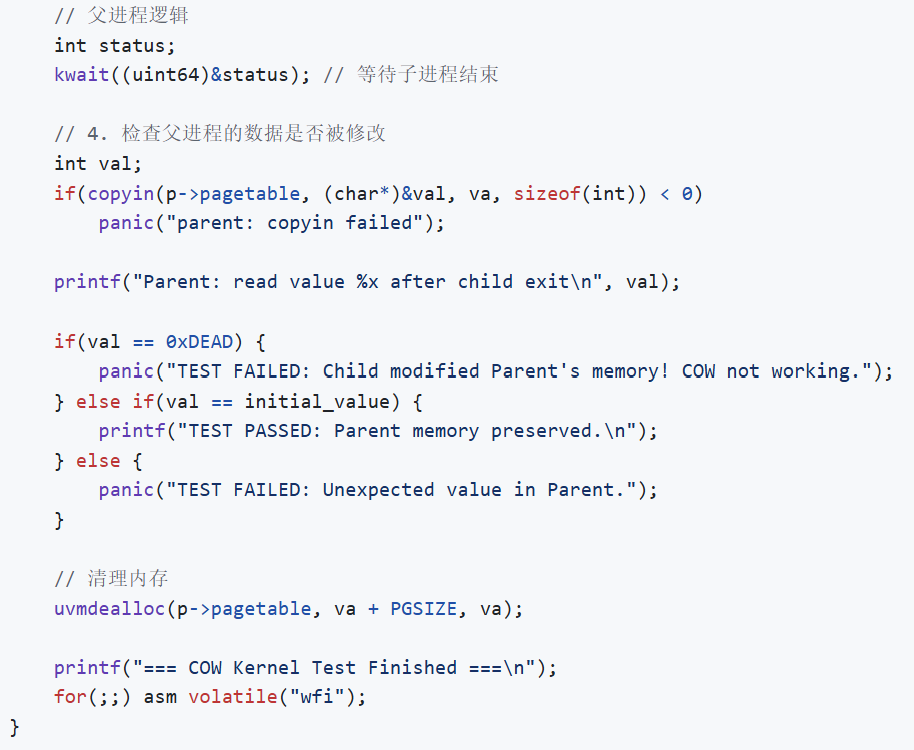 // 父进程逻辑
int status;
kwait((uint64)&status); // 等待子进程结束
// 4. 检查父进程的数据是否被修改
int val;
if(copyin(p->pagetable, (char*)&val, va, sizeof(int)) < 0)
panic("parent: copyin failed");
printf("Parent: read value %x after child exit\n", val);
if(val == 0xDEAD) {
panic("TEST FAILED: Child modified Parent's memory! COW not working.");
} else if(val == initial_value) {
printf("TEST PASSED: Parent memory preserved.\n");
} else {
panic("TEST FAILED: Unexpected value in Parent.");
}
// 清理内存
uvmdealloc(p->pagetable, va + PGSIZE, va);
printf("=== COW Kernel Test Finished ===\n");
for(;;) asm volatile("wfi");
}